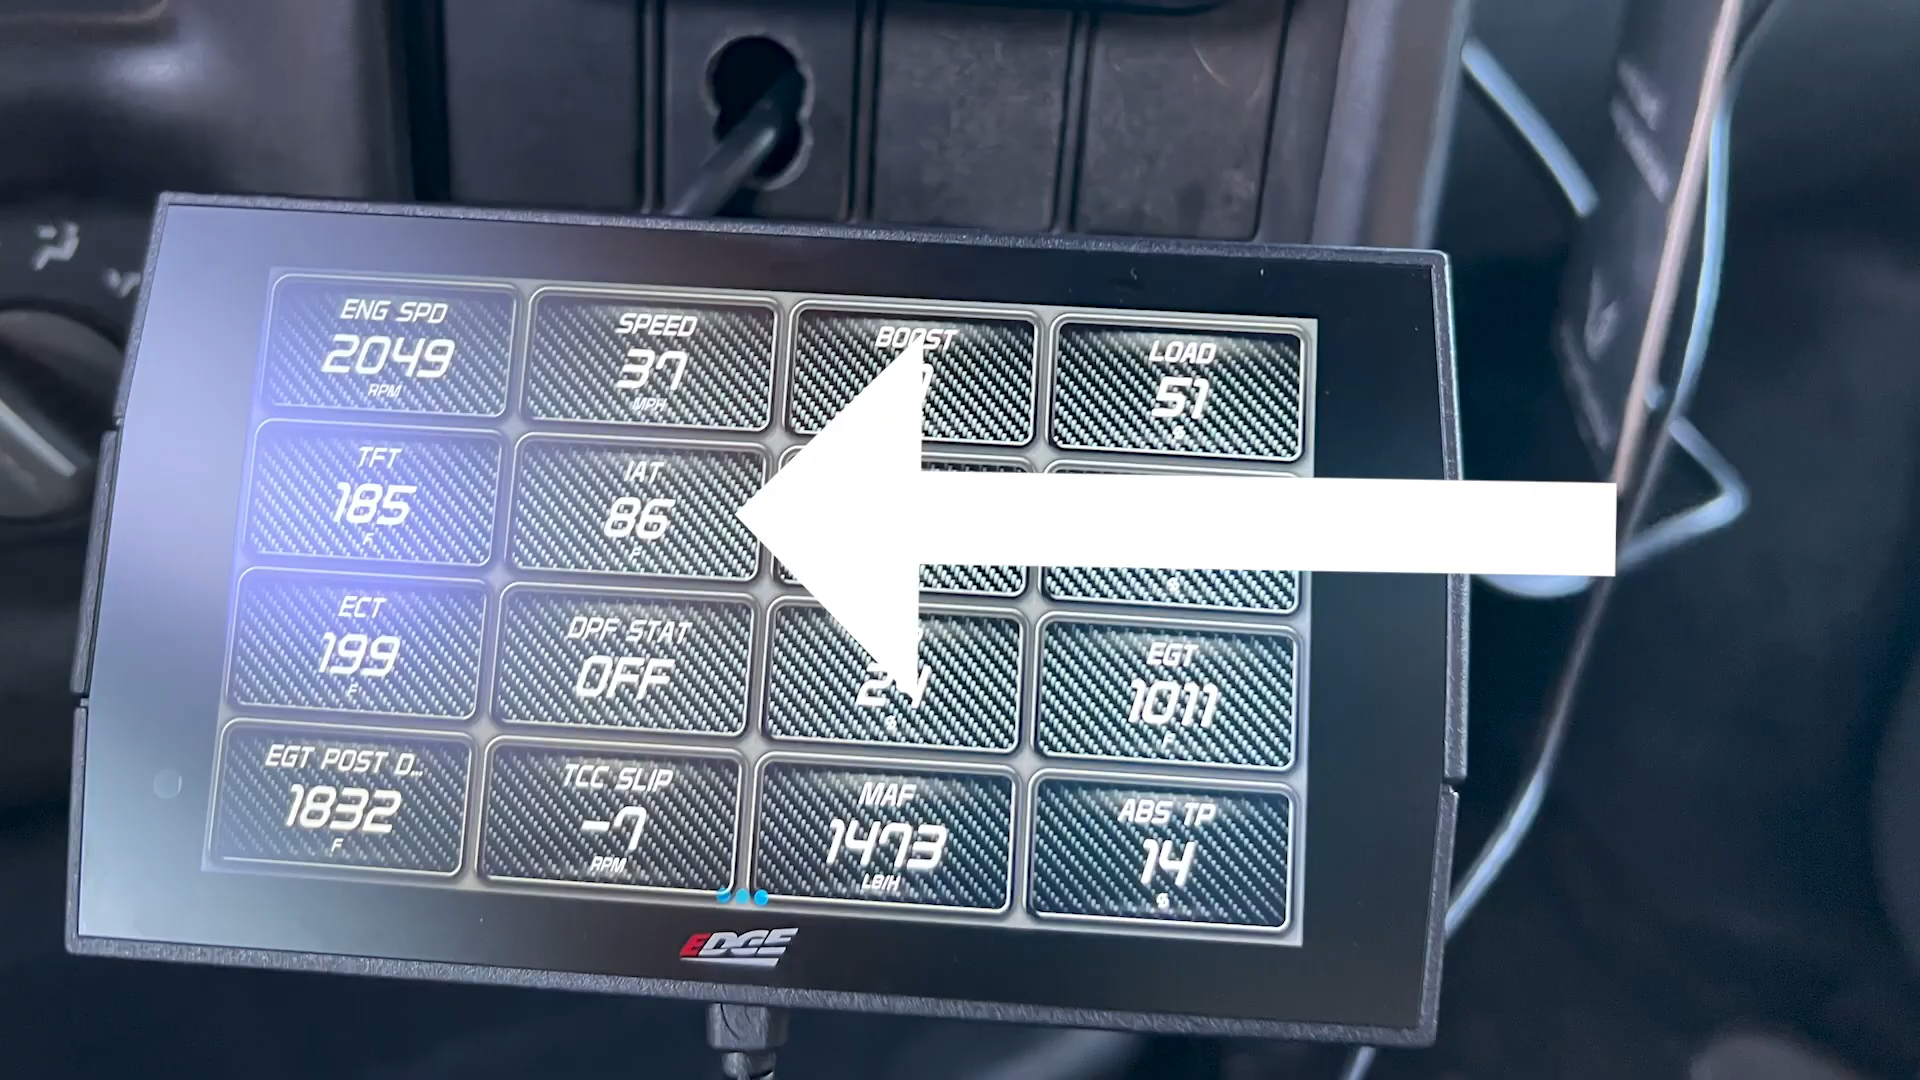 ENG SPD
2049
RPM
SPEED
37
MPH
BOOST
LOAD
51
%
TFT
185
F
IAT
86
F
%
ECT
199
F
DPF STAT
OFF
%
EGT
1011
F
EGT POST D...
1832
F
TCC SLIP
-7
RPM
MAF
1473
LB/H
ABS TP
14
%
EDGE